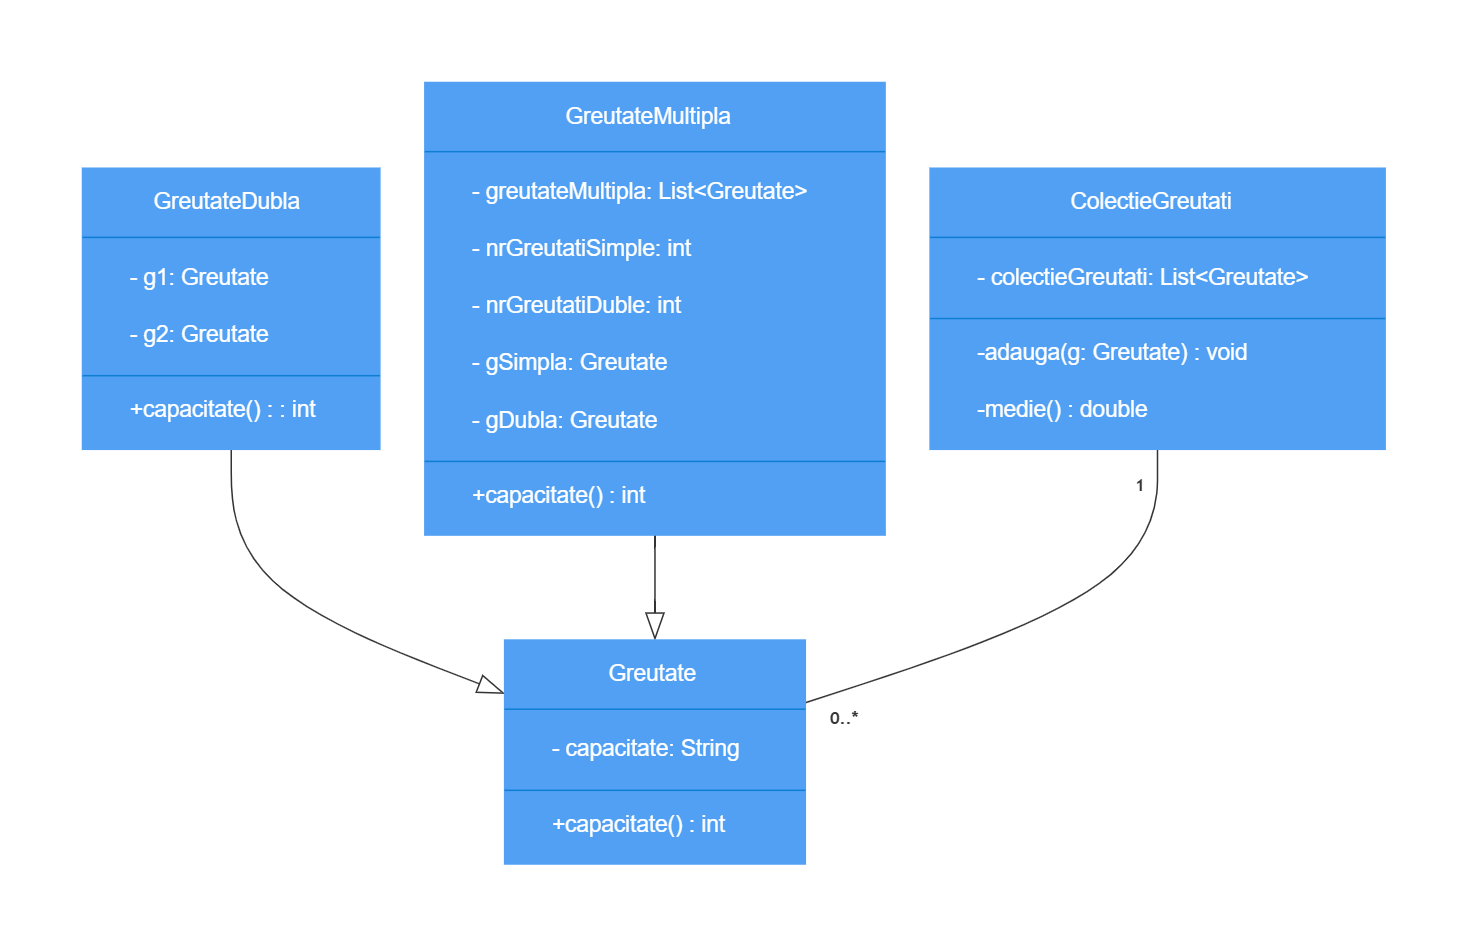 GreutateDubla
- g1: Greutate
- g2: Greutate
+capacitate() : : int
GreutateMultipla
- greutateMultipla: List<Greutate>
- nrGreutatiSimple: int
- nrGreutatiDuble: int
- gSimpla: Greutate
- gDubla: Greutate
+capacitate() : int
ColectieGreutati
- colectieGreutati: List<Greutate>
-adauga(g: Greutate) : void
-medie() : double
1
0..*
Greutate
- capacitate: String
+capacitate() : int